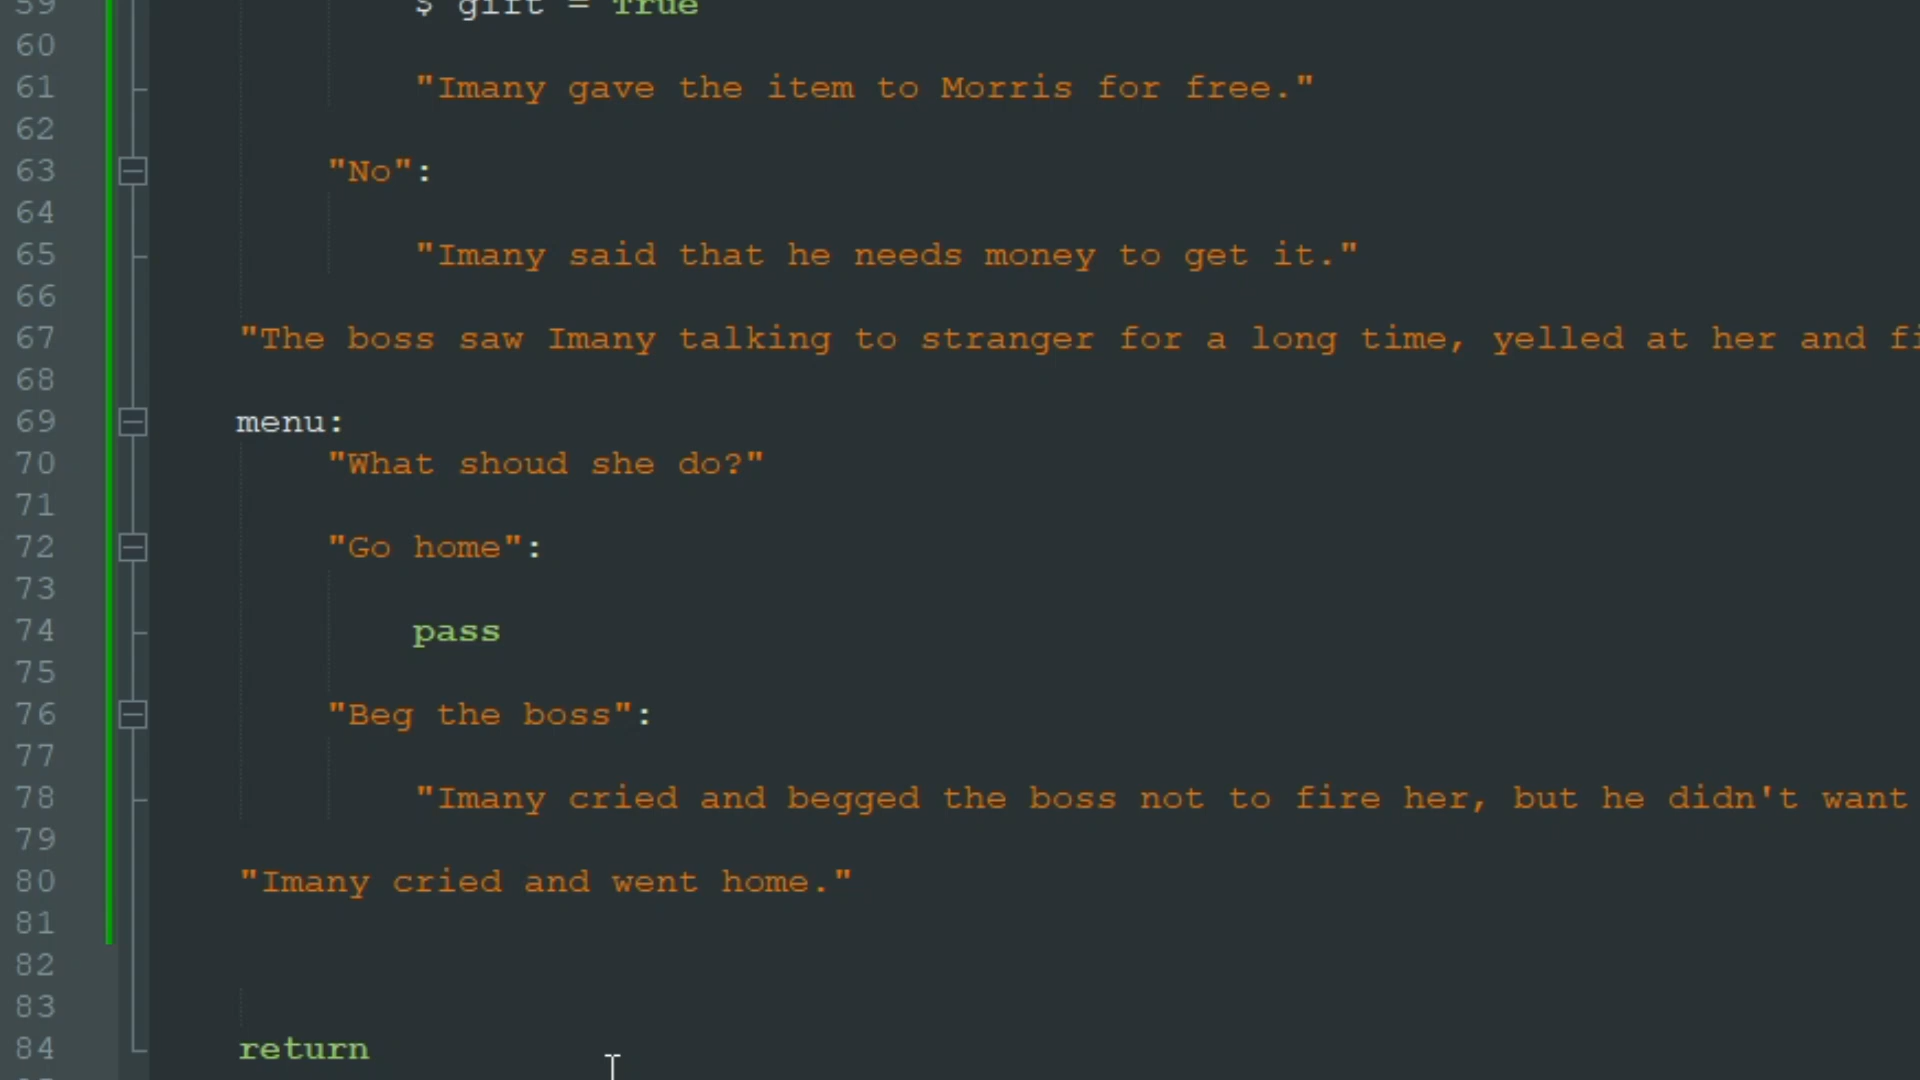 59 $ gift = True
60
61 "Imany gave the item to Morris for free."
62
63 "No":
64
65 "Imany said that he needs money to get it."
66
67 "The boss saw Imany talking to stranger for a long time, yelled at her and fi
68
69 menu:
70 "What shoud she do?"
71
72 "Go home":
73
74 pass
75
76 "Beg the boss":
77
78 "Imany cried and begged the boss not to fire her, but he didn't want
79
80 "Imany cried and went home."
81
82
83
84 return